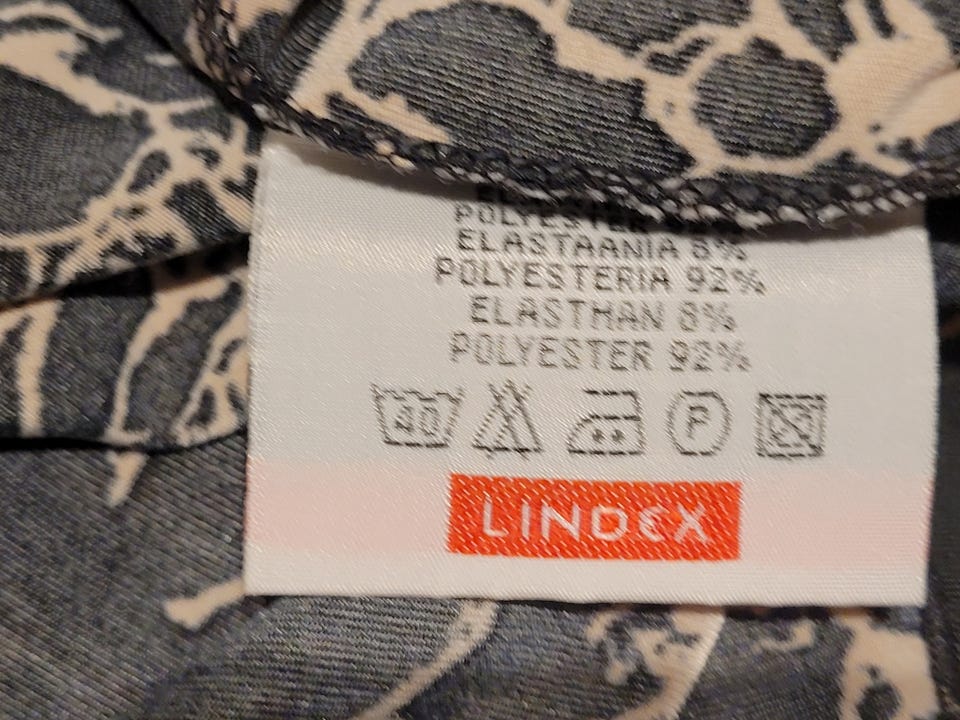 POLYESTER
ELASTAANIA 8%
POLYESTERIA 92%
ELASTHAN 8%
POLYESTER 92%
40 P
LINDEX